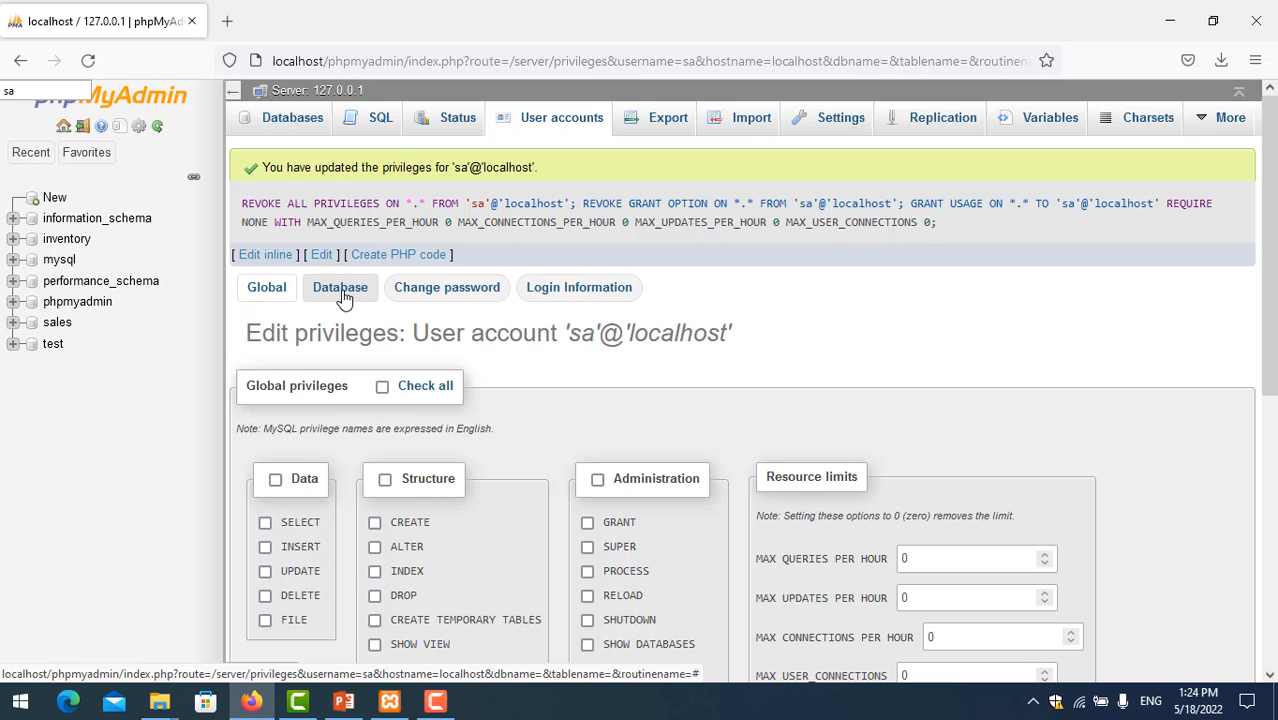 localhost / 127.0.0.1 | phpMyAd
localhost/phpmyadmin/index.php?route=/server/privileges&username=sa&hostname=localhost&dbname=&tablename=&routinenam
sa
phpMyAdmin
Recent
Favorites
New
information_schema
inventory
mysql
performance_schema
phpmyadmin
sales
test
Server: 127.0.0.1
Databases
SQL
Status
User accounts
Export
Import
Settings
Replication
Variables
Charsets
More
You have updated the privileges for 'sa'@'localhost'.
REVOKE ALL PRIVILEGES ON *.* FROM 'sa'@'localhost'; REVOKE GRANT OPTION ON *.* FROM 'sa'@'localhost'; GRANT USAGE ON *.* TO 'sa'@'localhost' REQUIRE
NONE WITH MAX_QUERIES_PER_HOUR 0 MAX_CONNECTIONS_PER_HOUR 0 MAX_UPDATES_PER_HOUR 0 MAX_USER_CONNECTIONS 0;
[ Edit inline ] [ Edit ] [ Create PHP code ]
Global
Database
Change password
Login Information
Edit privileges: User account 'sa'@'localhost'
Global privileges
Check all
Note: MySQL privilege names are expressed in English.
Data
SELECT
INSERT
UPDATE
DELETE
FILE
Structure
CREATE
ALTER
INDEX
DROP
CREATE TEMPORARY TABLES
SHOW VIEW
Administration
GRANT
SUPER
PROCESS
RELOAD
SHUTDOWN
SHOW DATABASES
Resource limits
Note: Setting these options to 0 (zero) removes the limit.
MAX QUERIES PER HOUR 0
MAX UPDATES PER HOUR 0
MAX CONNECTIONS PER HOUR 0
MAX USER_CONNECTIONS 0
localhost/phpmyadmin/index.php?route=/server/privileges&username=sa&hostname=localhost&dbname=&tablename=&routinename=#
ENG
1:24 PM
5/18/2022